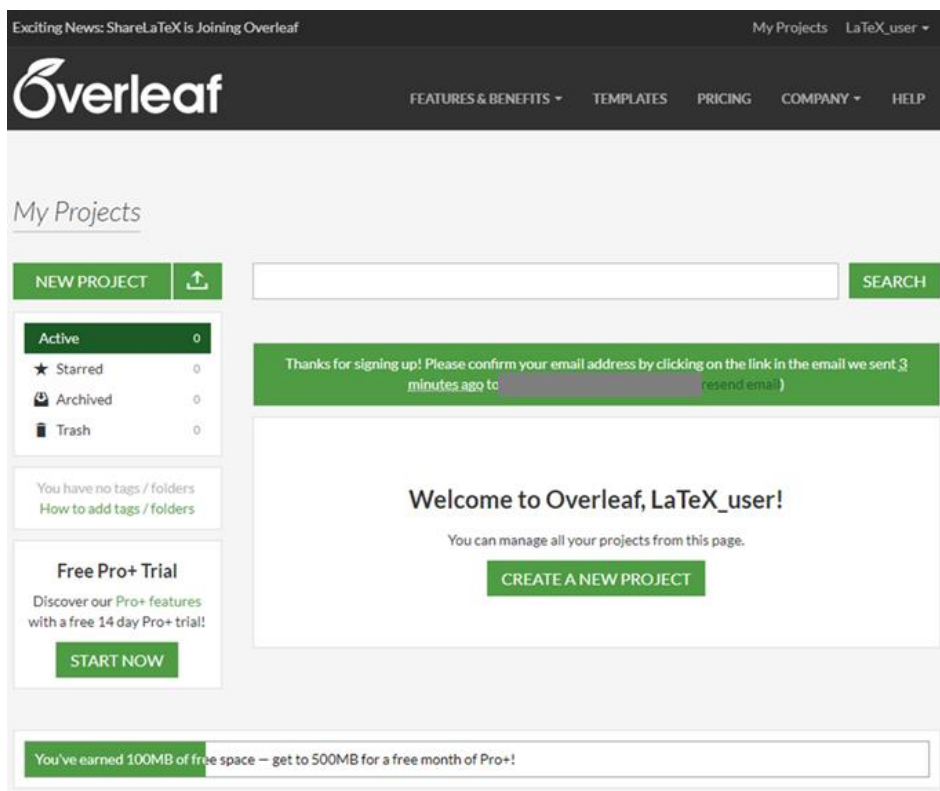 Exciting News: ShareLaTeX is Joining Overleaf
My Projects LaTeX_user
Overleaf
FEATURES & BENEFITS TEMPLATES PRICING COMPANY HELP
My Projects
NEW PROJECT
SEARCH
Active 0
Starred 0
Archived 0
Trash 0
Thanks for signing up! Please confirm your email address by clicking on the link in the email we sent 3
minutes ago to resend email)
You have no tags / folders
How to add tags / folders
Welcome to Overleaf, LaTeX_user!
You can manage all your projects from this page.
CREATE A NEW PROJECT
Free Pro+ Trial
Discover our Pro+ features
with a free 14 day Pro+ trial!
START NOW
You've earned 100MB of free space — get to 500MB for a free month of Pro+!